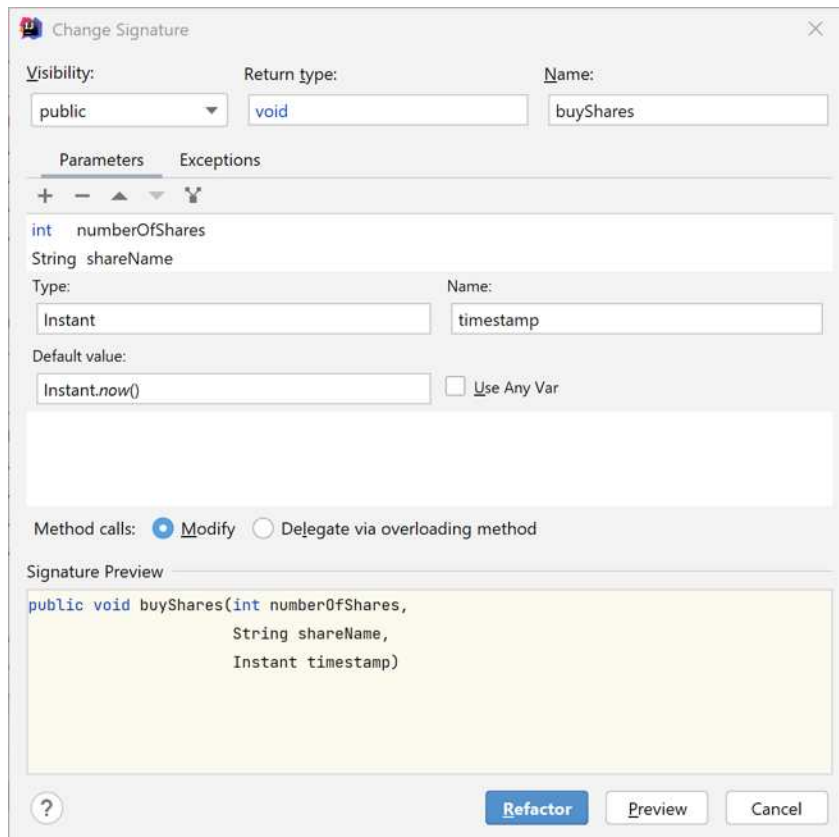 Change Signature
Visibility: Return type: Name:
public void buyShares
Parameters Exceptions
int numberOfShares
String shareName
Type: Name:
Instant timestamp
Default value:
Instant.now() Use Any Var
Method calls: Modify Delegate via overloading method
Signature Preview
public void buyShares(int numberOfShares,
String shareName,
Instant timestamp)
? Refactor Preview Cancel